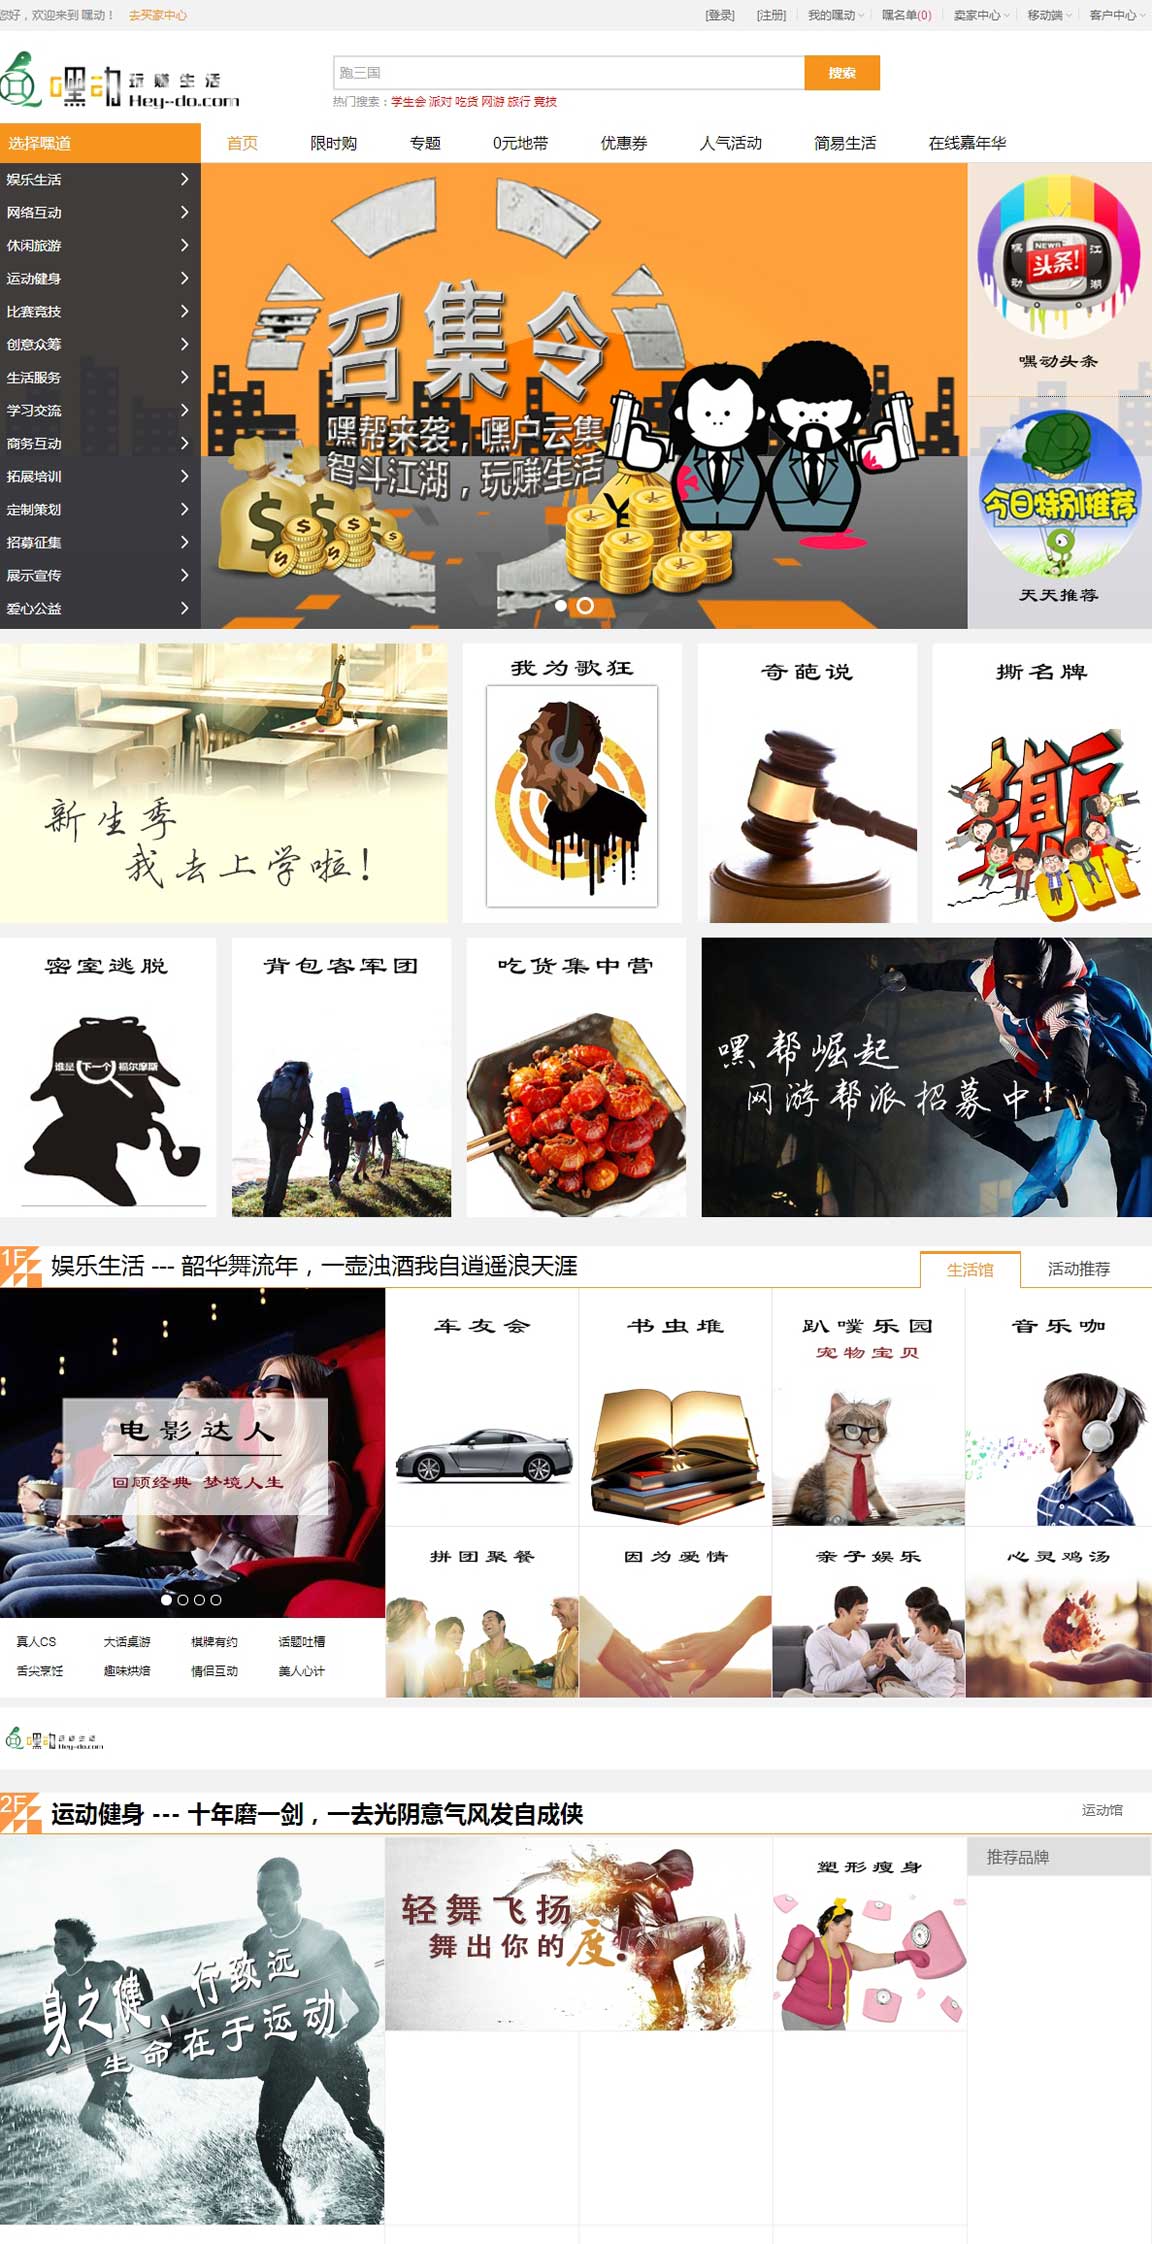 您好，欢迎来到 嘿动！ 去买家中心 [登录] [注册] 我的嘿动 嘿名单(0) 卖家中心 移动端 客户中心
嘿动 玩赚生活
Hey-do.com
跑三国 搜索
热门搜索：学生会 派对 吃货 网游 旅行 竞技
选择嘿道 首页 限时购 专题 0元地带 优惠券 人气活动 简易生活 在线嘉年华
娱乐生活
网络互动
休闲旅游
运动健身
比赛竞技
创意众筹
生活服务
学习交流
商务互动
拓展培训
定制策划
招募征集
展示宣传
爱心公益
召集令
嘿帮来袭，嘿户云集
智斗江湖，玩赚生活
嘿动 NEWS 头条! 江湖
嘿动头条
今日特别推荐
天天推荐
新生季
我去上学啦！
我为歌狂
奇葩说
撕名牌
撕
OUT
密室逃脱
谁是 下一个 福尔摩斯
背包客军团
吃货集中营
嘿帮崛起
网游帮派招募中！
1F 娱乐生活 --- 韶华舞流年，一壶浊酒我自逍遥浪天涯 生活馆 活动推荐
电影达人
回顾经典 梦境人生
真人CS 大话桌游 棋牌有约 话题吐槽
舌尖烹饪 趣味烘焙 情侣互动 美人心计
车友会
书虫堆
趴噗乐园
宠物宝贝
音乐咖
拼团聚餐
因为爱情
亲子娱乐
心灵鸡汤
嘿动 玩赚生活
Hey-do.com
2F 运动健身 --- 十年磨一剑，一去光阴意气风发自成侠 运动馆
身之健、行致远
生命在于运动
轻舞飞扬
舞出你的度!
塑形瘦身
推荐品牌